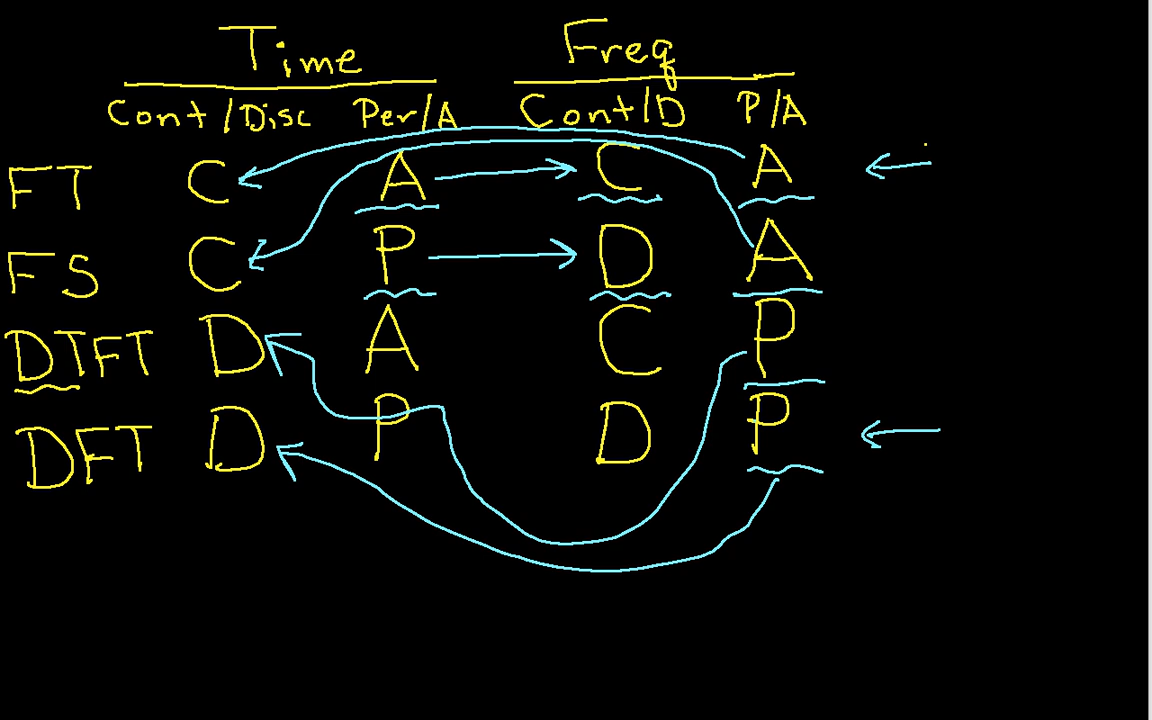 Time Freq
Cont/Disc Per/A Cont/D P/A
FT C A C A
FS C P D A
DTFT D A C P
DFT D P D P